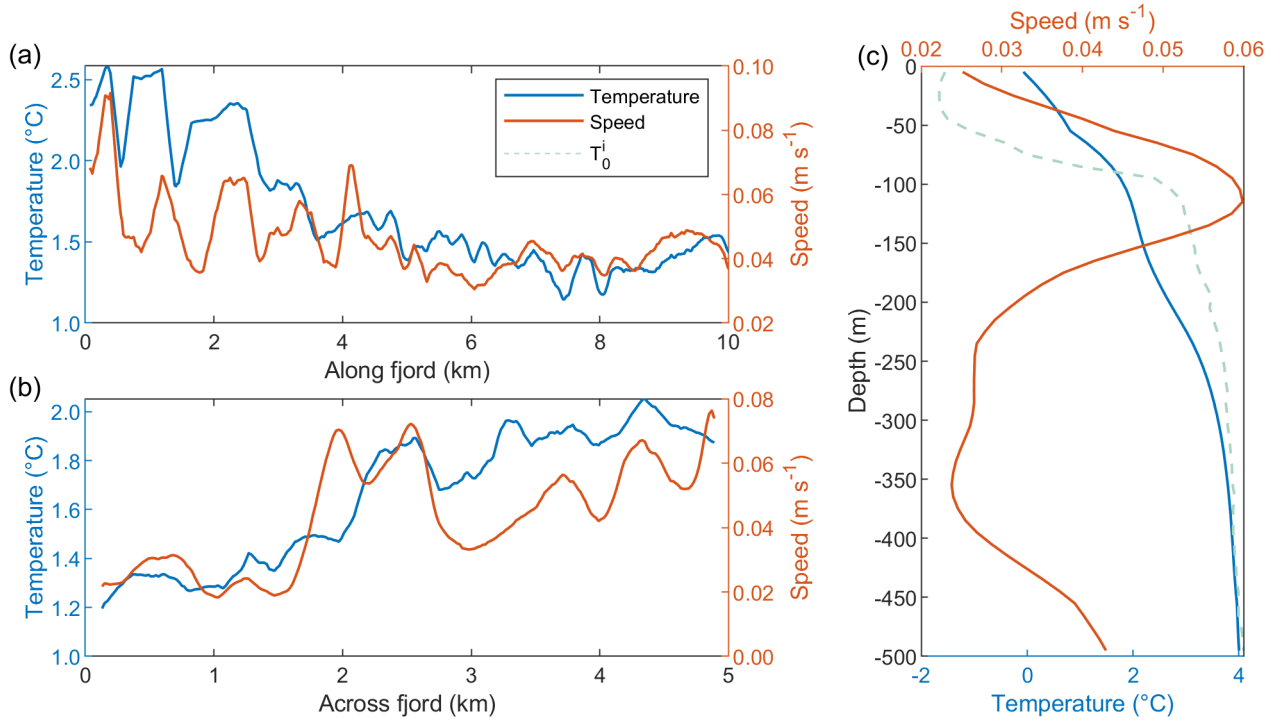 (a)
2.5
2.0
1.5
1.0
Temperature (°C)
0.10
0.08
0.06
0.04
0.02
Speed (m s⁻¹)
Temperature
Speed
T₀ⁱ
0 2 4 6 8 10
Along fjord (km)
(b)
2.0
1.8
1.6
1.4
1.2
1.0
Temperature (°C)
0.08
0.06
0.04
0.02
0.00
Speed (m s⁻¹)
0 1 2 3 4 5
Across fjord (km)
(c)
Speed (m s⁻¹)
0.02 0.03 0.04 0.05 0.06
0
-50
-100
-150
-200
-250
-300
-350
-400
-450
-500
Depth (m)
-2 0 2 4
Temperature (°C)